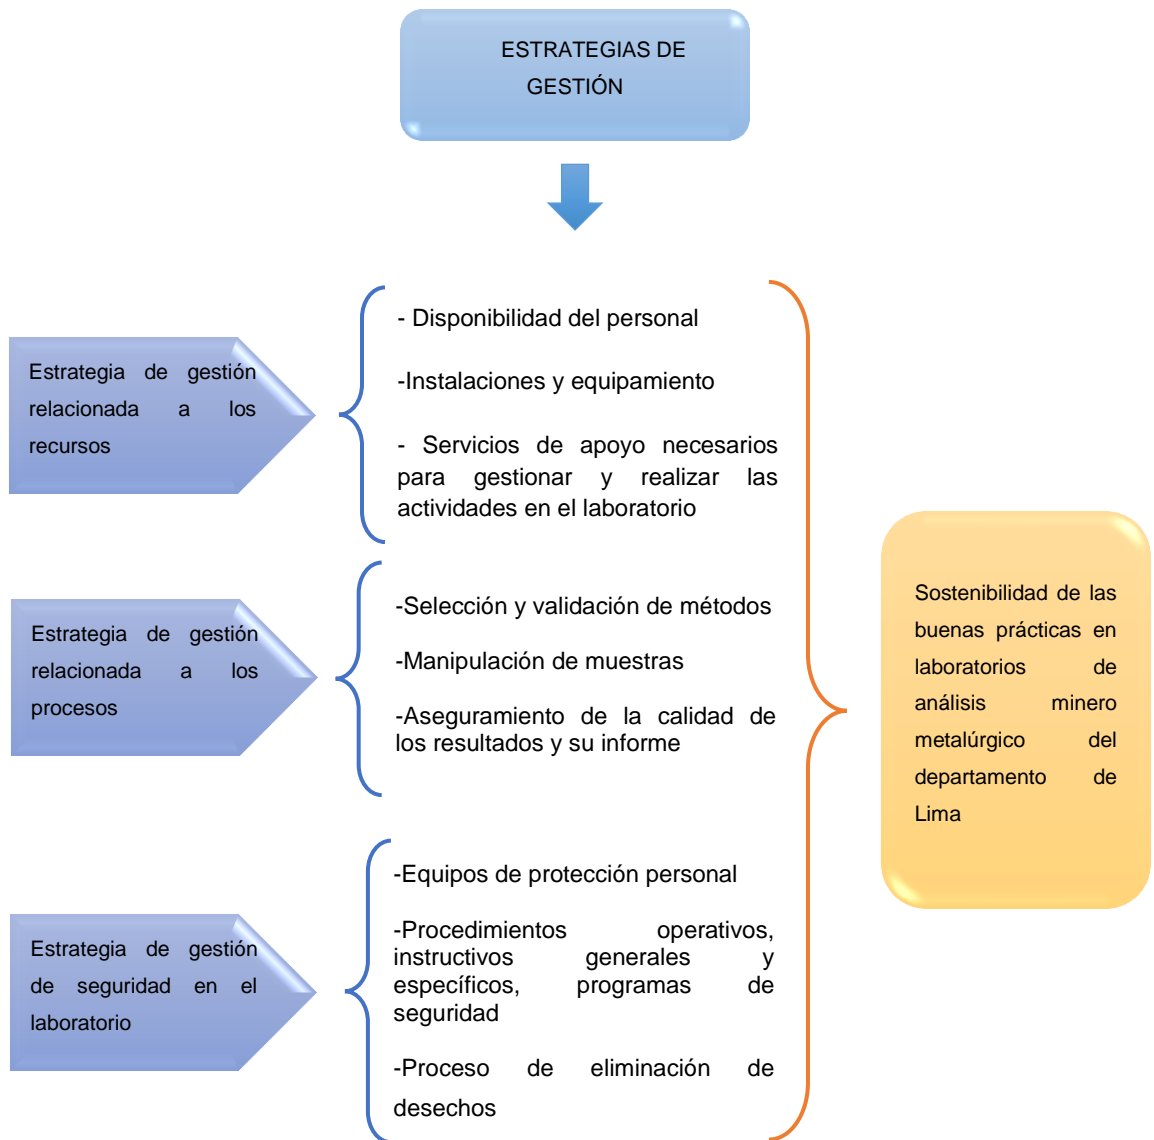 ESTRATEGIAS DE
GESTIÓN
Estrategia de gestión
relacionada a los
recursos
- Disponibilidad del personal
-Instalaciones y equipamiento
- Servicios de apoyo necesarios
para gestionar y realizar las
actividades en el laboratorio
Estrategia de gestión
relacionada a los
procesos
-Selección y validación de métodos
-Manipulación de muestras
-Aseguramiento de la calidad de
los resultados y su informe
Estrategia de gestión
de seguridad en el
laboratorio
-Equipos de protección personal
-Procedimientos operativos,
instructivos generales y
específicos, programas de
seguridad
-Proceso de eliminación de
desechos
Sostenibilidad de las
buenas prácticas en
laboratorios de
análisis minero
metalúrgico del
departamento de
Lima